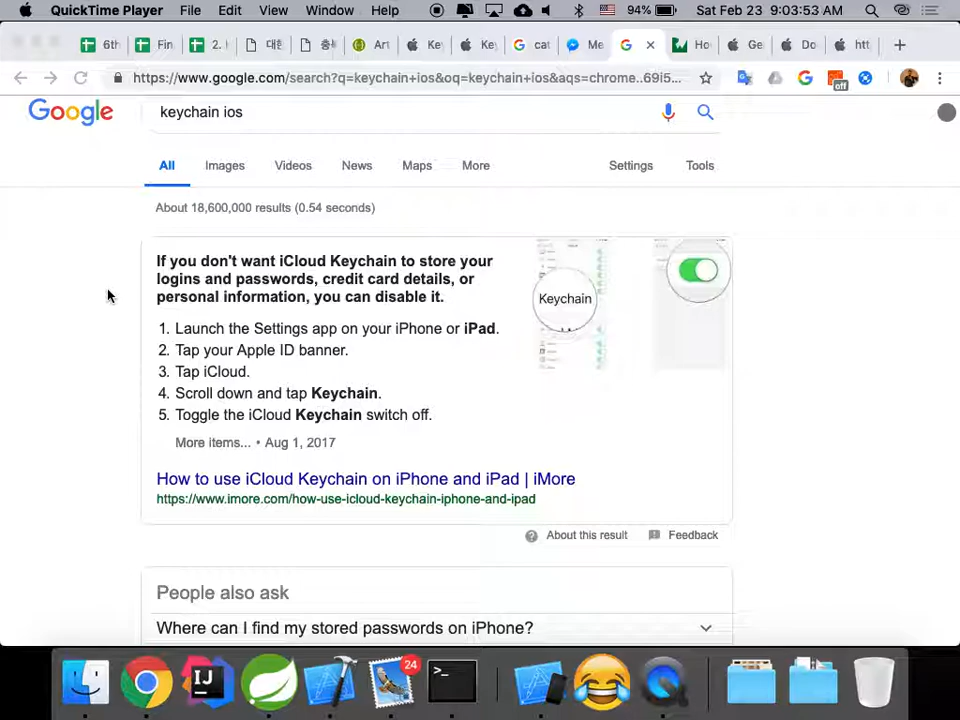 QuickTime Player File Edit View Window Help 94% Sat Feb 23 9:03:53 AM
6th Fin 2. Art Key Key cat Me Ho Ge Do htt
https://www.google.com/search?q=keychain+ios&oq=keychain+ios&aqs=chrome..69i5... off
Google keychain ios
All Images Videos News Maps More Settings Tools
About 18,600,000 results (0.54 seconds)
If you don't want iCloud Keychain to store your
logins and passwords, credit card details, or
personal information, you can disable it.
Keychain
1. Launch the Settings app on your iPhone or iPad.
2. Tap your Apple ID banner.
3. Tap iCloud.
4. Scroll down and tap Keychain.
5. Toggle the iCloud Keychain switch off.
More items... • Aug 1, 2017
How to use iCloud Keychain on iPhone and iPad | iMore
https://www.imore.com/how-use-icloud-keychain-iphone-and-ipad
About this result Feedback
People also ask
Where can I find my stored passwords on iPhone?
IJ 24 >_